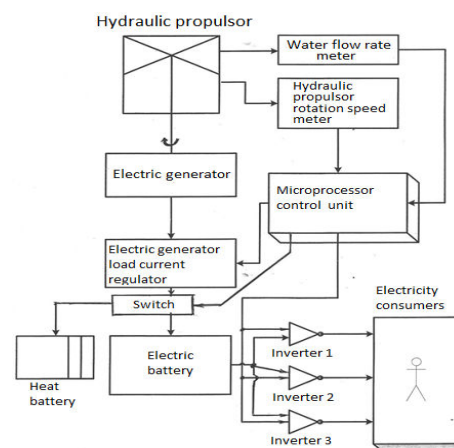 Hydraulic propulsor
Water flow rate
meter
Hydraulic
propulsor
rotation speed
meter
Electric generator
Microprocessor
control unit
Electric generator
load current
regulator
Switch
Electricity
consumers
Electric
battery
Heat
battery
Inverter 1
Inverter 2
Inverter 3